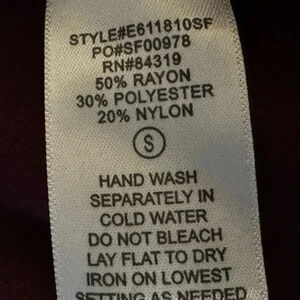 STYLE#E611810SF
PO#SF00978
RN#84319
50% RAYON
30% POLYESTER
20% NYLON
S
HAND WASH
SEPARATELY IN
COLD WATER
DO NOT BLEACH
LAY FLAT TO DRY
IRON ON LOWEST
SETTING AS NEEDED